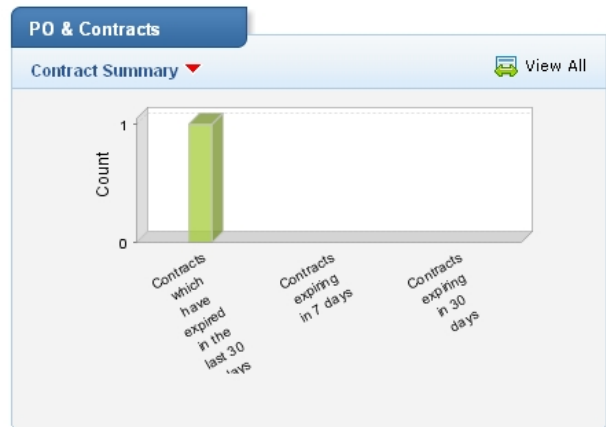 PO & Contracts
Contract Summary
View All
1
Count
0
Contracts
which
have
expired
in the
last 30
Contracts
expiring
in 7 days
Contracts
expiring
in 30
days